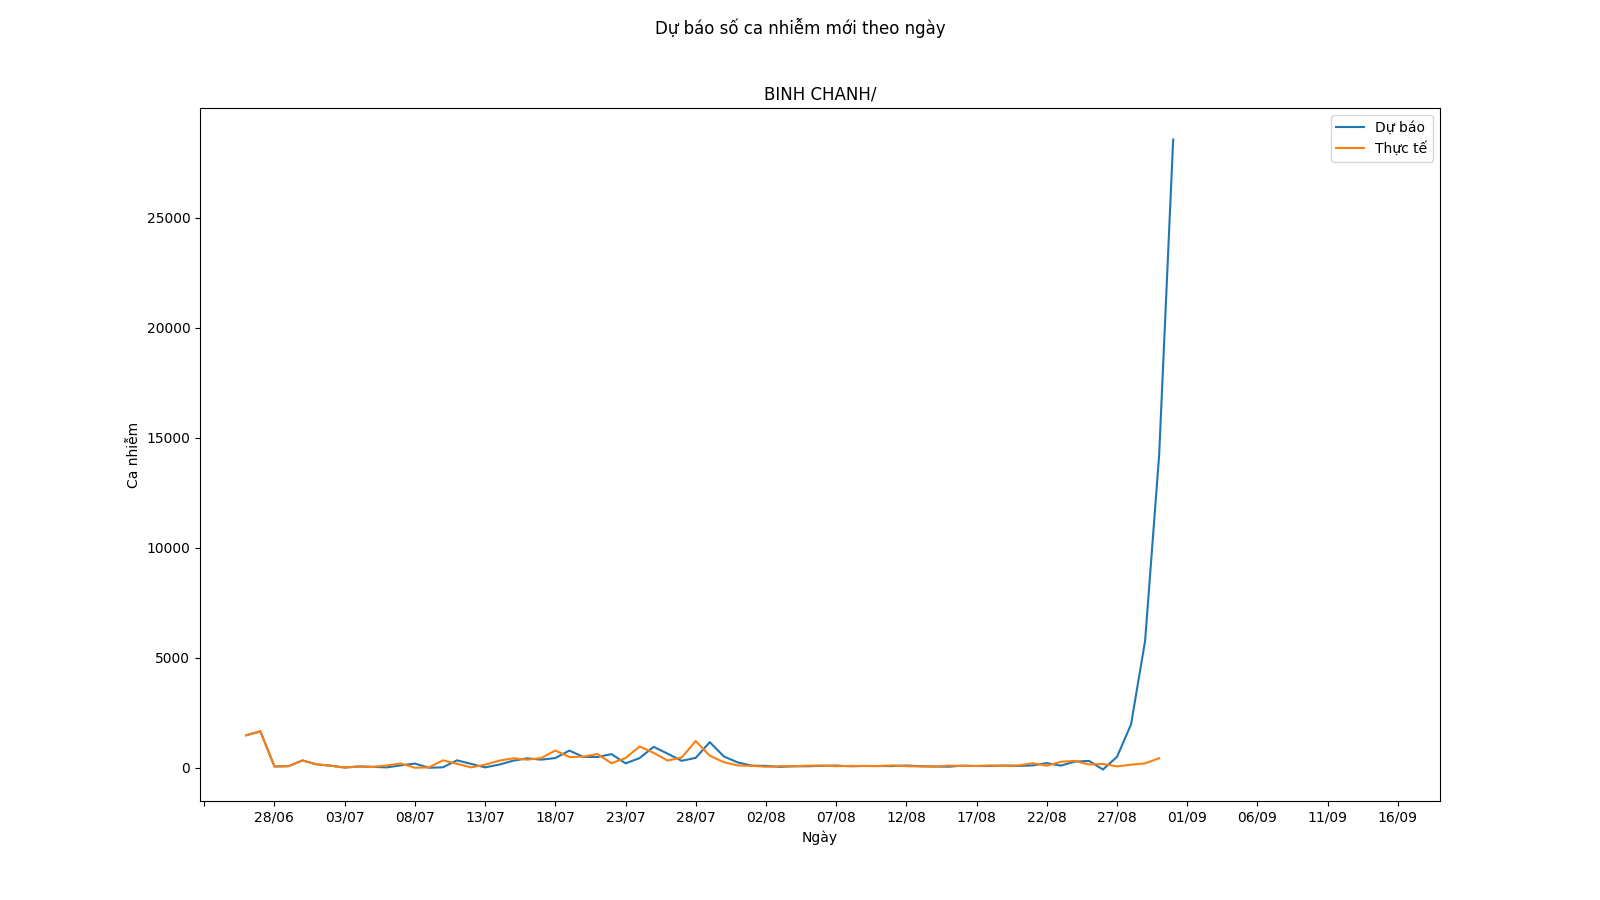 Dự báo số ca nhiễm mới theo ngày
BINH CHANH/
Dự báo
Thực tế
Ca nhiễm
25000
20000
15000
10000
5000
0
28/06 03/07 08/07 13/07 18/07 23/07 28/07 02/08 07/08 12/08 17/08 22/08 27/08 01/09 06/09 11/09 16/09
Ngày